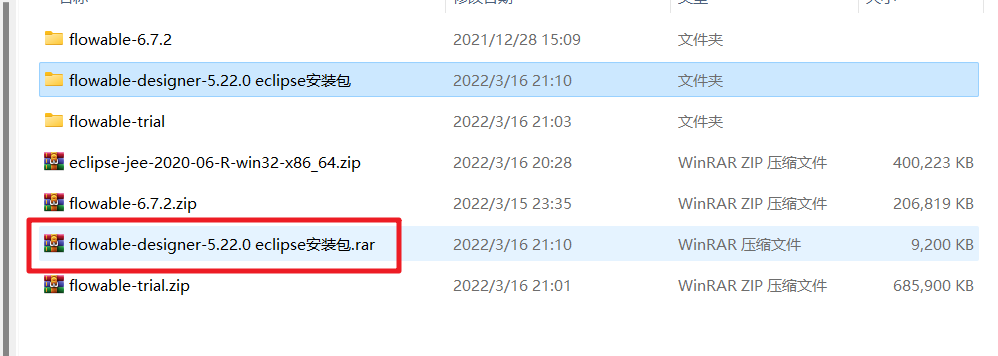 flowable-6.7.2 2021/12/28 15:09 文件夹
flowable-designer-5.22.0 eclipse安装包 2022/3/16 21:10 文件夹
flowable-trial 2022/3/16 21:03 文件夹
eclipse-jee-2020-06-R-win32-x86_64.zip 2022/3/16 20:28 WinRAR ZIP 压缩文件 400,223 KB
flowable-6.7.2.zip 2022/3/15 23:35 WinRAR ZIP 压缩文件 206,819 KB
flowable-designer-5.22.0 eclipse安装包.rar 2022/3/16 21:10 WinRAR 压缩文件 9,200 KB
flowable-trial.zip 2022/3/16 21:01 WinRAR ZIP 压缩文件 685,900 KB